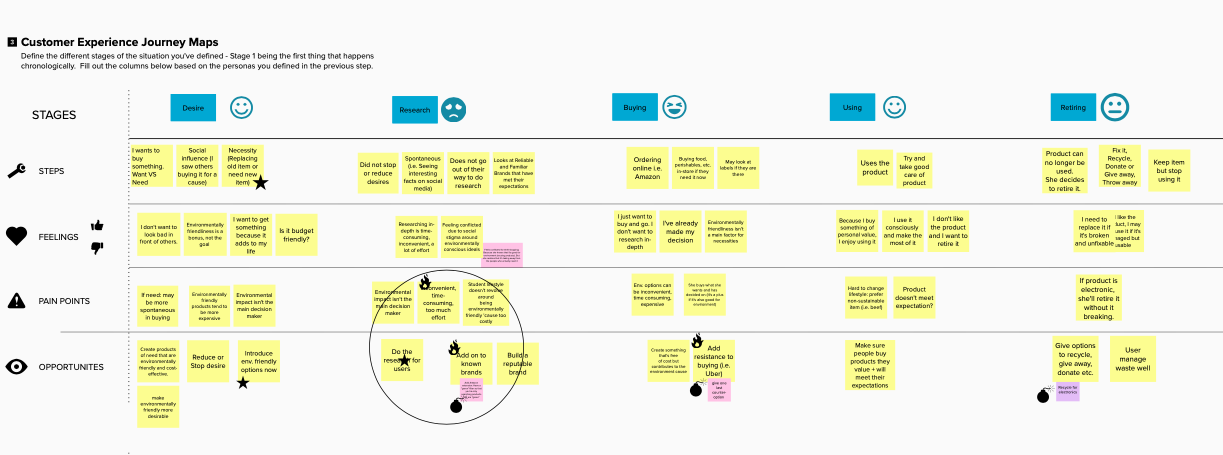 3 Customer Experience Journey Maps
Define the different stages of the situation you've defined - Stage 1 being the first thing that happens
chronologically. Fill out the columns below based on the personas you defined in the previous step.
STAGES
Desire
Research
Buying
Using
Retiring
STEPS
I wants to
buy
something.
Want VS
Need
Social
influence (I
saw others
buying it for a
cause)
Necessity
(Replacing
old item or
need new
item)
Did not stop
or reduce
desires
Spontaneous
(i.e. Seeing
interesting
facts on social
media)
Does not go
out of their
way to do
research
Looks at Reliable
and Familiar
Brands that have
met their
expectations
Ordering
online i.e.
Amazon
Buying food,
perishables, etc.
in-store if they
need it now
May look at
labels if they are
there
Uses the
product
Try and
take good
care of
product
Product can
no longer be
used.
She decides
to retire it.
Fix it,
Recycle,
Donate or
Give away,
Throw away
Keep item
but stop
using it
FEELINGS
I don't want to
look bad in
front of others.
Environmentally
friendliness is a
bonus, not the
goal
I want to get
something
because it
adds to my
life
Is it budget
friendly?
Researching in-
depth is time-
consuming,
inconvenient, a
lot of effort
Feeling conflicted
due to social
stigma around
environmentally
conscious ideals
I just want to
buy and go. I
don't want to
research in-
depth
I've already
made my
decision
Environmentally
friendliness isn't
a main factor for
necessities
Because I buy
something of
personal value,
I enjoy using it
I use it
consciously
and make the
most of it
I don't like
the product
and I want to
retire it
I need to
replace it if
it's broken
and unfixable
I like the
but, I may
use it if it's
aged but
usable
PAIN POINTS
If need: may
be more
spontaneous
in buying
Environmentally
friendly
products tend to
be more
expensive
Environmental
impact isn't the
main decision
maker
Environmental
impact isn't the
main decision
maker
convenient,
time-
consuming,
too much
effort
Student lifestyle
doesn't revolve
around
being
environmentally
friendly 'cause too
costly
Env. options can
be inconvenient,
time consuming,
expensive
She buys what she
wants and has
decided on (it's a plus
if it's also good for
environment)
Hard to change
lifestyle: prefer
non-sustainable
item (i.e. beef)
Product
doesn't meet
expectation?
If product is
electronic,
she'll retire it
without it
breaking.
OPPORTUNITES
Create products
of need that are
environmentally
friendly and cost-
effective.
Reduce or
Stop desire
Introduce
env. friendly
options now
make
environmentally
friendly more
desirable
Do the
research for
users
Add on to
known
brands
Build a
reputable
brand
Create something
that's free
of cost but
contributes to the
environment cause
Add
resistance to
buying (i.e.
Uber)
give one
last
counter-
option
Make sure
people buy
products they
value + will
meet their
expectations
Give options
to recycle,
give away,
donate etc.
Recycle for
electronics
User
manage
waste well